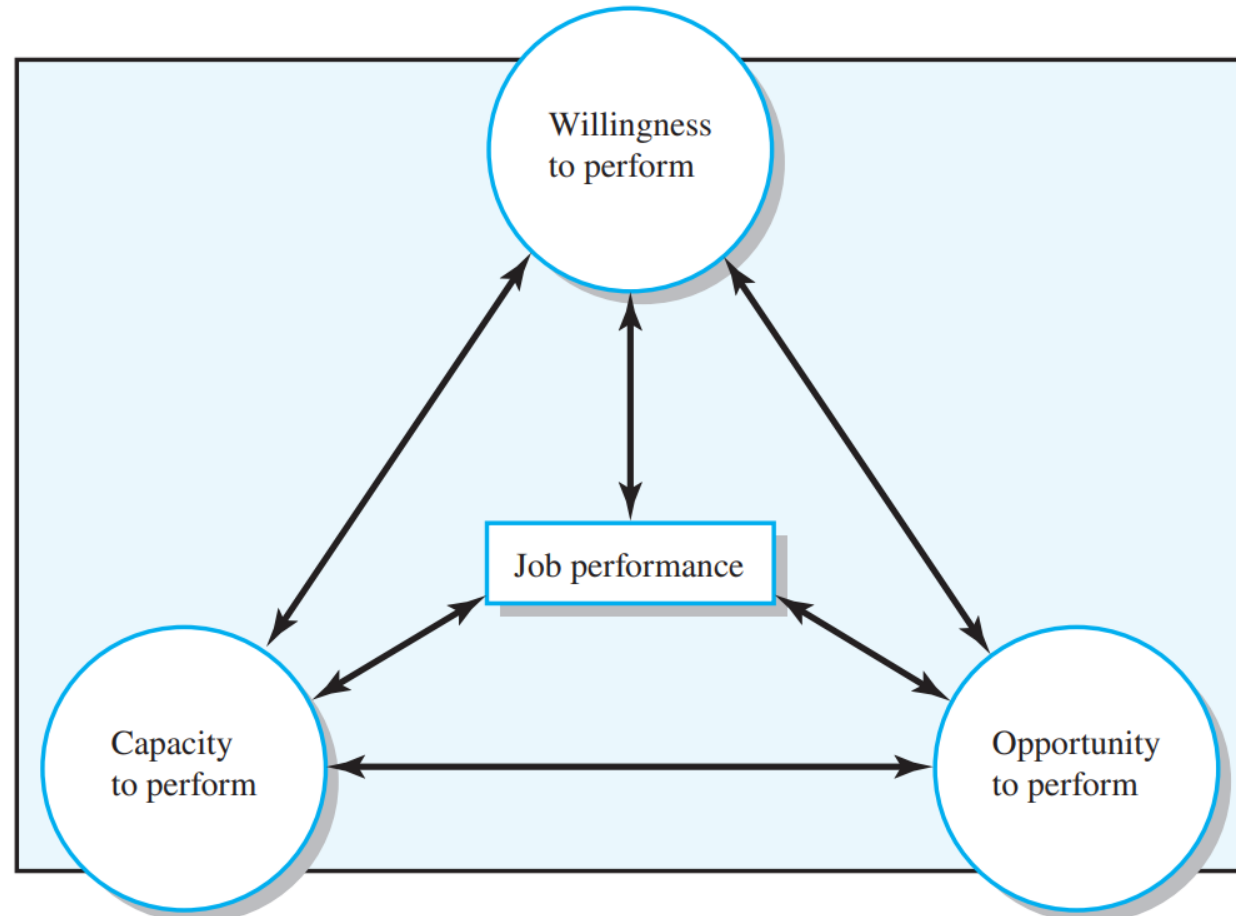 Willingness
to perform
Job performance
Capacity
to perform
Opportunity
to perform